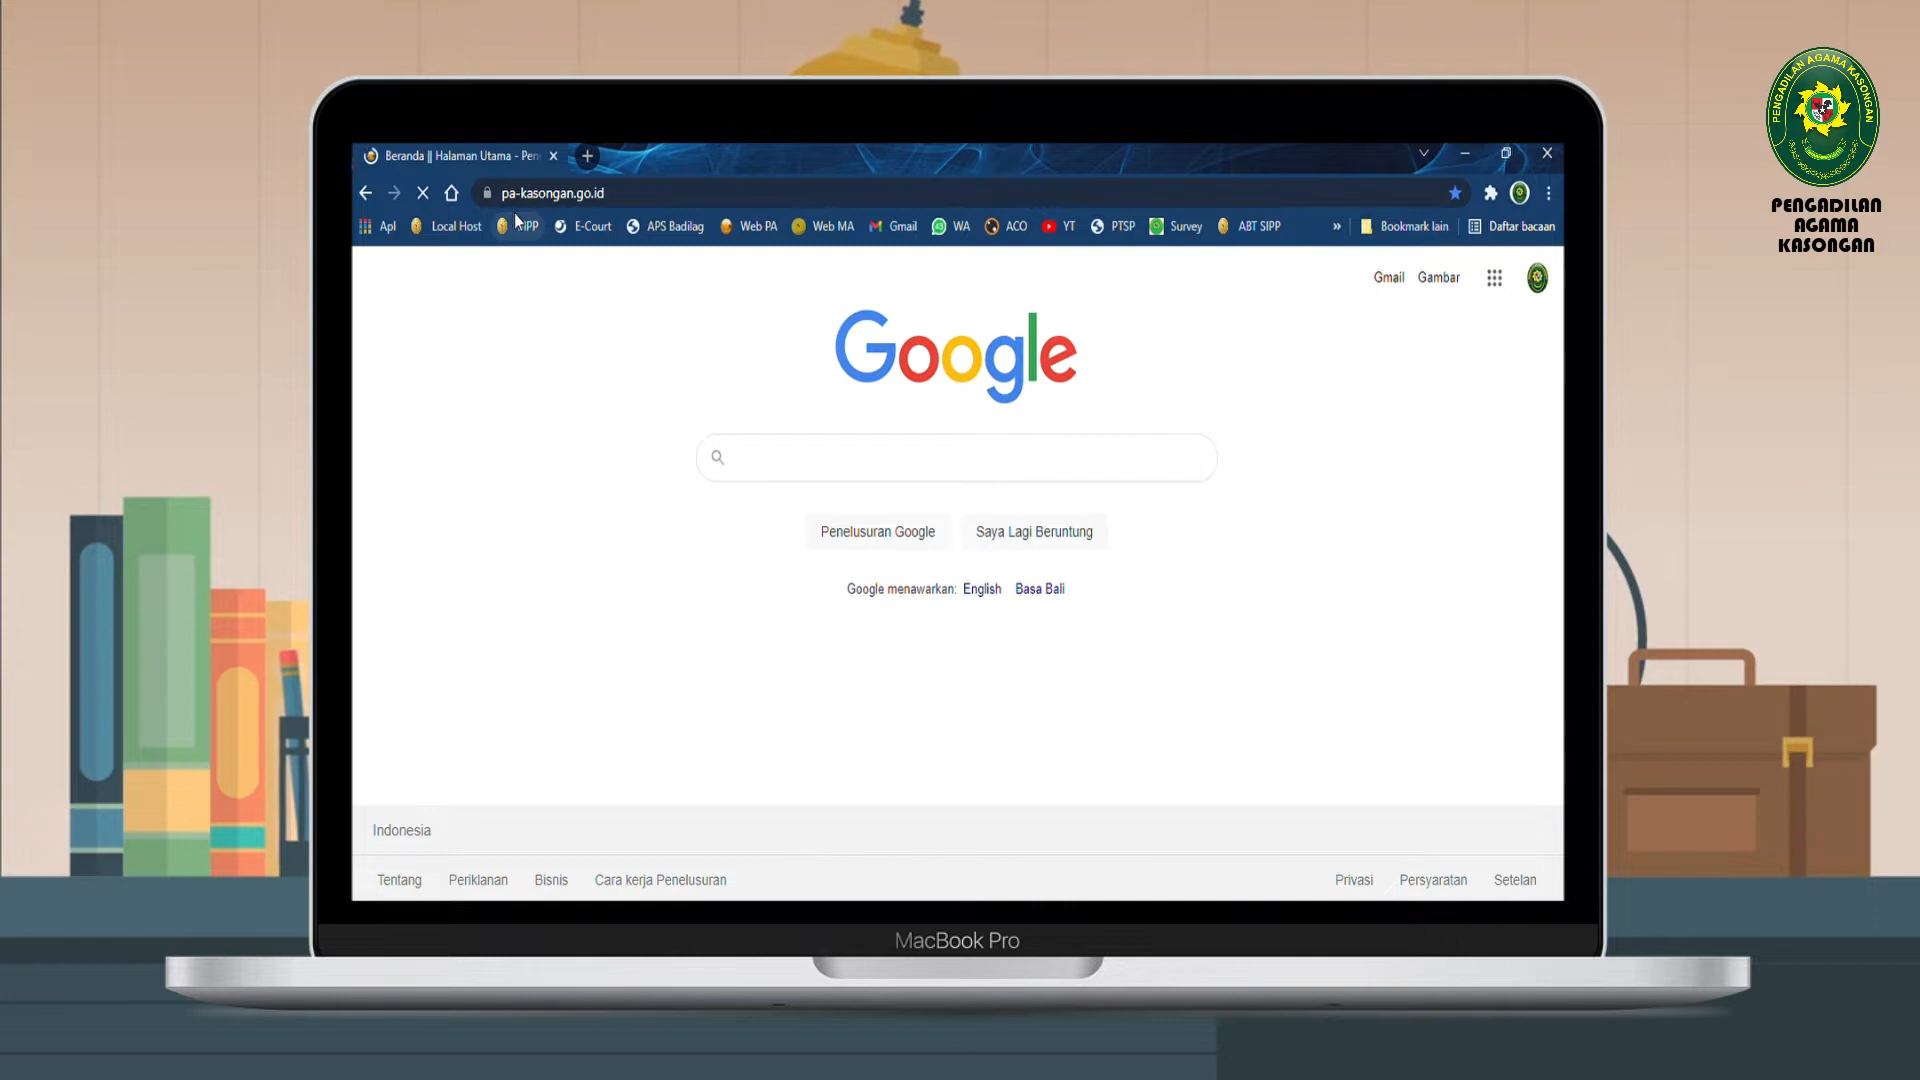 PENGADILAN AGAMA KASONGAN
PENGADILAN
AGAMA
KASONGAN
Beranda || Halaman Utama - Pen
pa-kasongan.go.id
Apl Local Host E-Court APS Badilag Web PA Web MA Gmail WA ACO YT PTSP Survey ABT SIPP » Bookmark lain Daftar bacaan
Gmail Gambar
Google
Penelusuran Google Saya Lagi Beruntung
Google menawarkan: English Basa Bali
Indonesia
Tentang Periklanan Bisnis Cara kerja Penelusuran Privasi Persyaratan Setelan
MacBook Pro